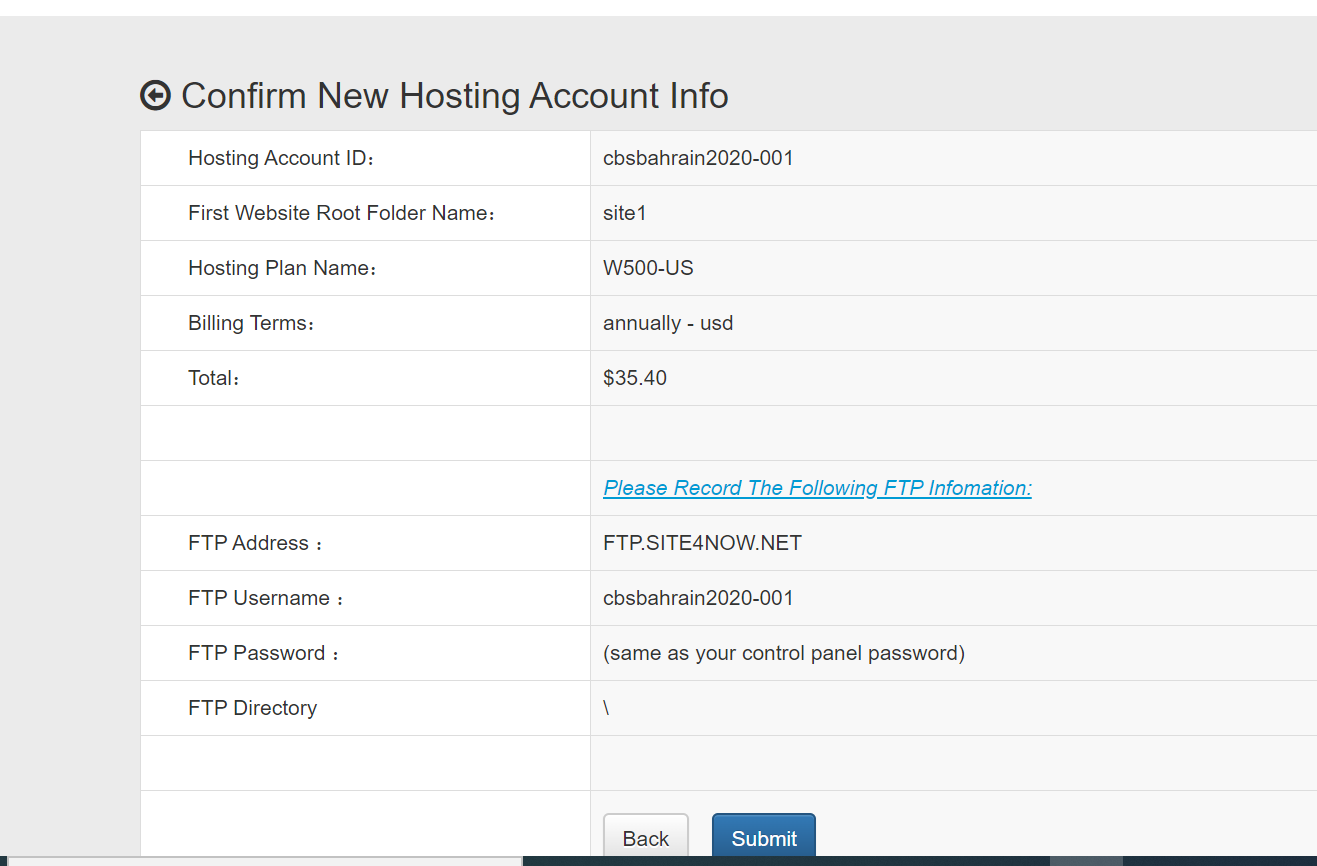 Confirm New Hosting Account Info
Hosting Account ID: cbsbahrain2020-001
First Website Root Folder Name: site1
Hosting Plan Name: W500-US
Billing Terms: annually - usd
Total: $35.40
Please Record The Following FTP Infomation:
FTP Address : FTP.SITE4NOW.NET
FTP Username : cbsbahrain2020-001
FTP Password : (same as your control panel password)
FTP Directory \
Back Submit